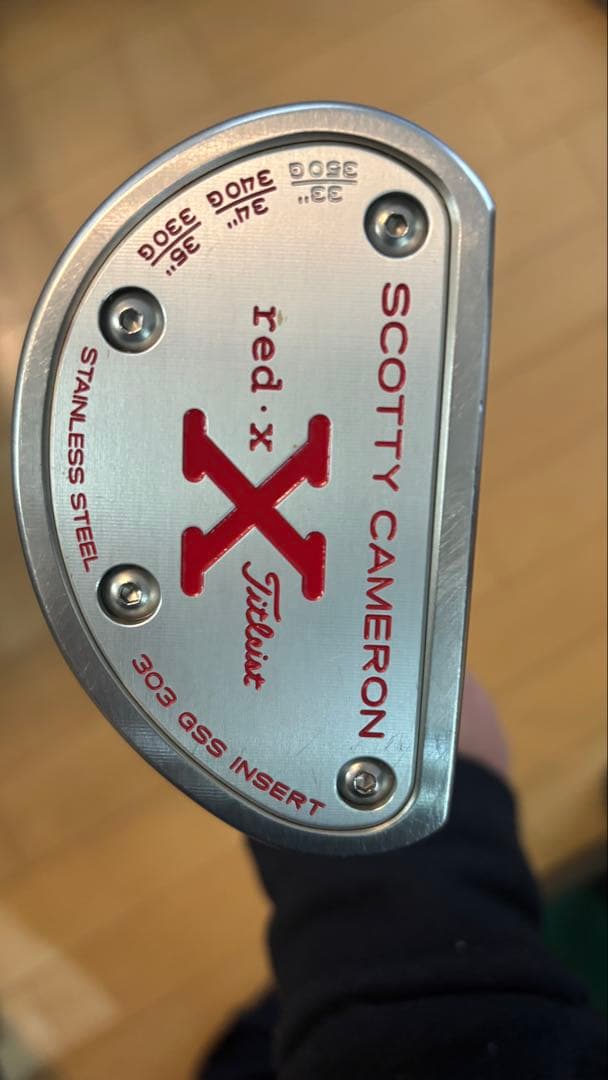 SCOTTY CAMERON
red·x
X
Titleist
33"
350G
34"
340G
35"
330G
STAINLESS STEEL
303 GSS INSERT